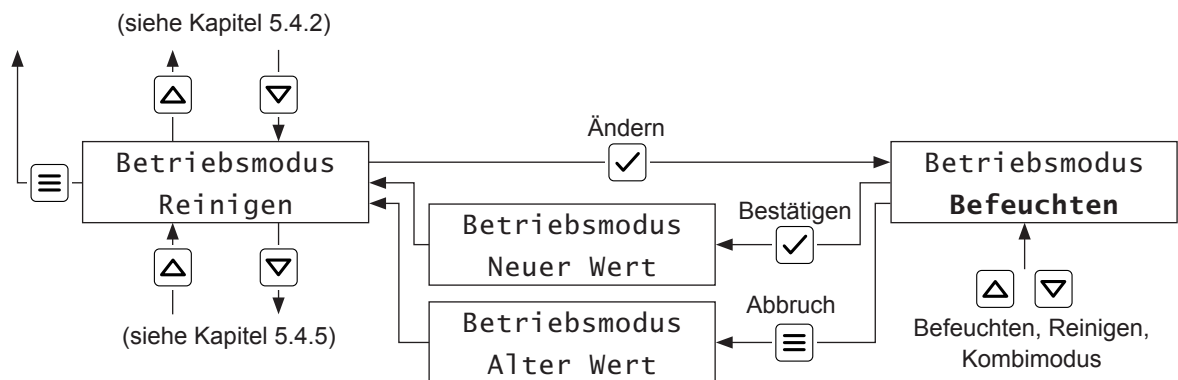 (siehe Kapitel 5.4.2)
Ändern
Betriebsmodus
Reinigen
Betriebsmodus
Befeuchten
Bestätigen
Betriebsmodus
Neuer Wert
Abbruch
Betriebsmodus
Alter Wert
(siehe Kapitel 5.4.5)
Befeuchten, Reinigen,
Kombimodus